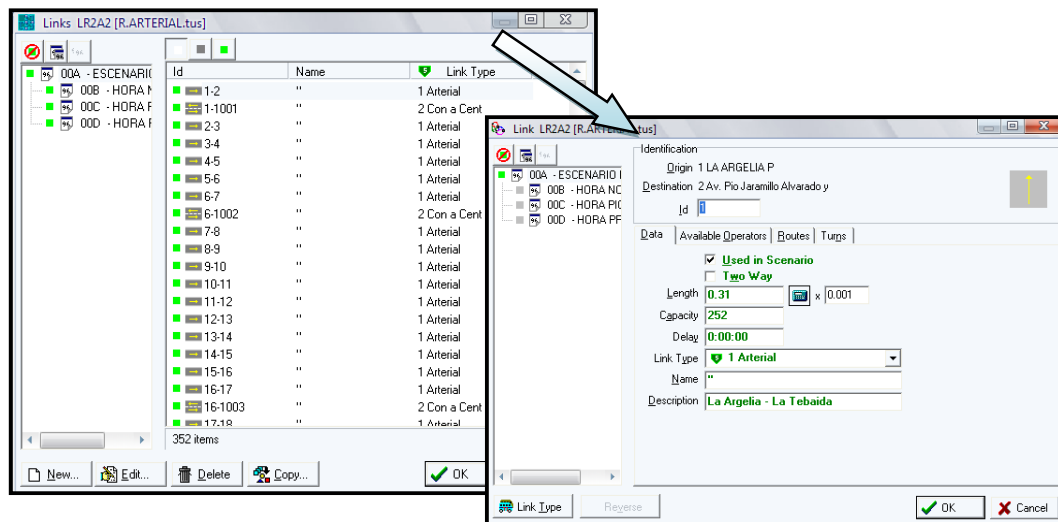 Links LR2A2 [R.ARTERIAL.tus]
00A - ESCENARIO
00B - HORA N
00C - HORA F
00D - HORA F
Id Name Link Type
1-2 " 1 Arterial
1-1001 " 2 Con a Cent
2-3 " 1 Arterial
3-4 " 1 Arterial
4-5 " 1 Arterial
5-6 " 1 Arterial
6-7 " 1 Arterial
6-1002 " 2 Con a Cent
7-8 " 1 Arterial
8-9 " 1 Arterial
9-10 " 1 Arterial
10-11 " 1 Arterial
11-12 " 1 Arterial
12-13 " 1 Arterial
13-14 " 1 Arterial
14-15 " 1 Arterial
15-16 " 1 Arterial
16-17 " 1 Arterial
16-1003 " 2 Con a Cent
17-18 " 1 Arterial
352 items
New... Edit... Delete Copy... OK
Link LR2A2 [R.ARTERIAL.tus]
00A - ESCENARIO I
00B - HORA NO
00C - HORA PIC
00D - HORA PF
Identification
Origin 1 LA ARGELIA P
Destination 2 Av. Pio Jaramillo Alvarado y
Id 1
Data Available Operators Routes Turns
Used in Scenario
Two Way
Length 0.31 x 0.001
Capacity 252
Delay 0:00:00
Link Type 5 1 Arterial
Name "
Description La Argelia - La Tebaida
Link Type Reverse OK Cancel